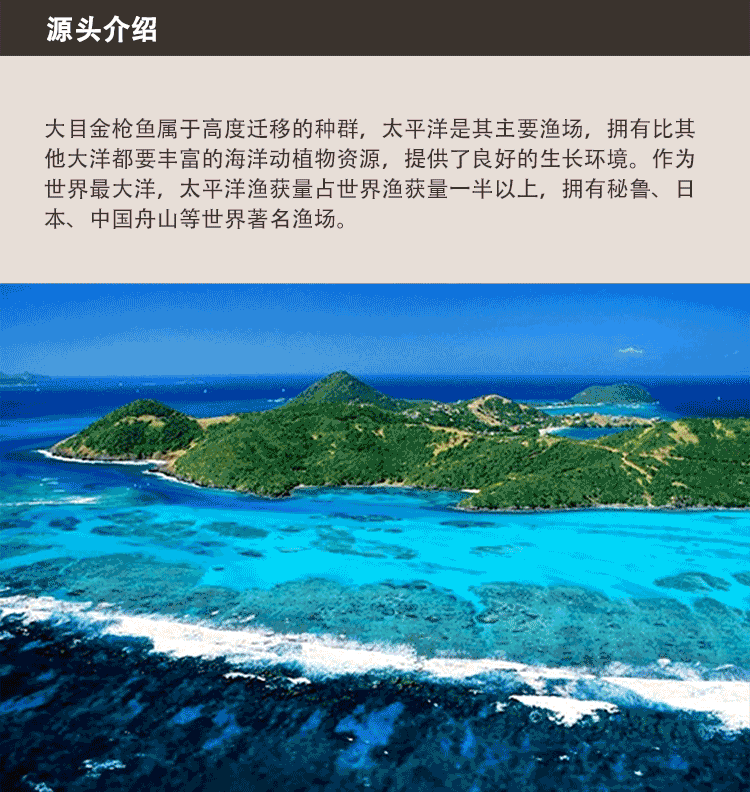 源头介绍
大目金枪鱼属于高度迁移的种群，太平洋是其主要渔场，拥有比其
他大洋都要丰富的海洋动植物资源，提供了良好的生长环境。作为
世界最大洋，太平洋渔获量占世界渔获量一半以上，拥有秘鲁、日
本、中国舟山等世界著名渔场。